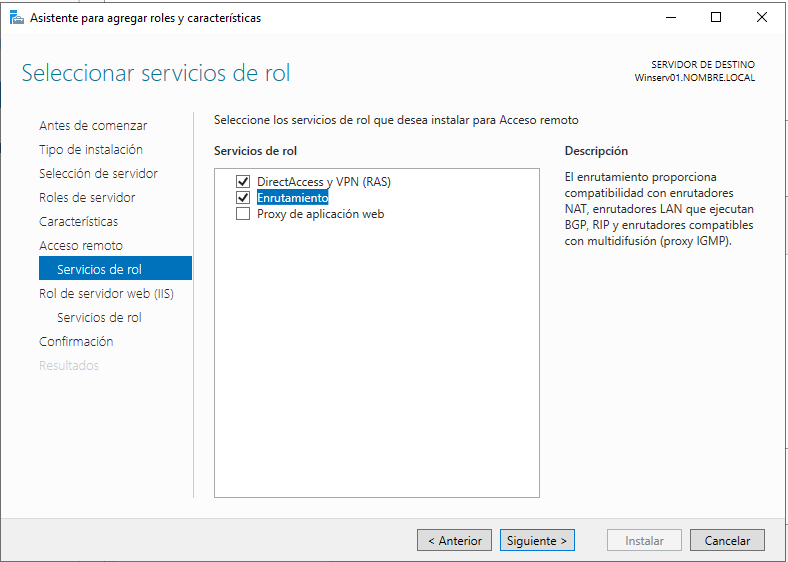 Asistente para agregar roles y características
Seleccionar servicios de rol
SERVIDOR DE DESTINO
Winserv01.NOMBRE.LOCAL
Antes de comenzar
Tipo de instalación
Selección de servidor
Roles de servidor
Características
Acceso remoto
Servicios de rol
Rol de servidor web (IIS)
Servicios de rol
Confirmación
Resultados
Seleccione los servicios de rol que desea instalar para Acceso remoto
Servicios de rol
DirectAccess y VPN (RAS)
Enrutamiento
Proxy de aplicación web
Descripción
El enrutamiento proporciona
compatibilidad con enrutadores
NAT, enrutadores LAN que ejecutan
BGP, RIP y enrutadores compatibles
con multidifusión (proxy IGMP).
< Anterior
Siguiente >
Instalar
Cancelar